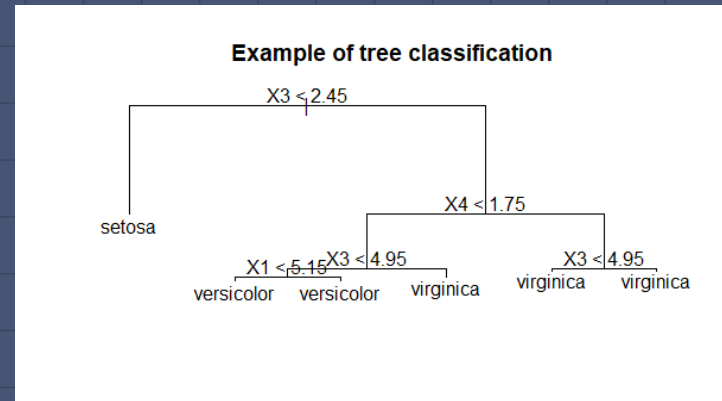 Example of tree classification
X3 < 2.45
setosa
X4 < 1.75
X3 < 4.95
X3 < 4.95
X1 < 5.15
versicolor
versicolor
virginica
virginica
virginica